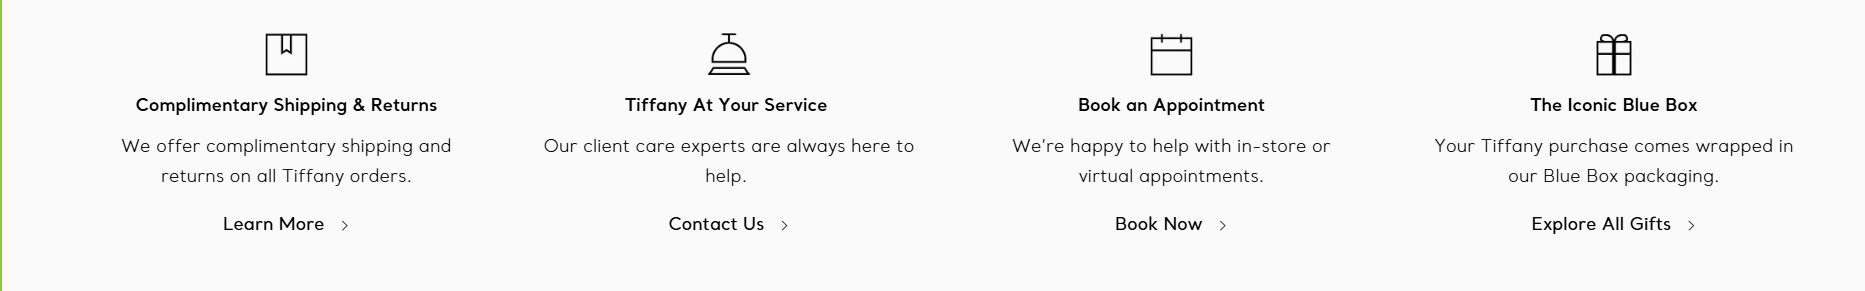 Complimentary Shipping & Returns
We offer complimentary shipping and
returns on all Tiffany orders.
Learn More
Tiffany At Your Service
Our client care experts are always here to
help.
Contact Us
Book an Appointment
We're happy to help with in-store or
virtual appointments.
Book Now
The Iconic Blue Box
Your Tiffany purchase comes wrapped in
our Blue Box packaging.
Explore All Gifts